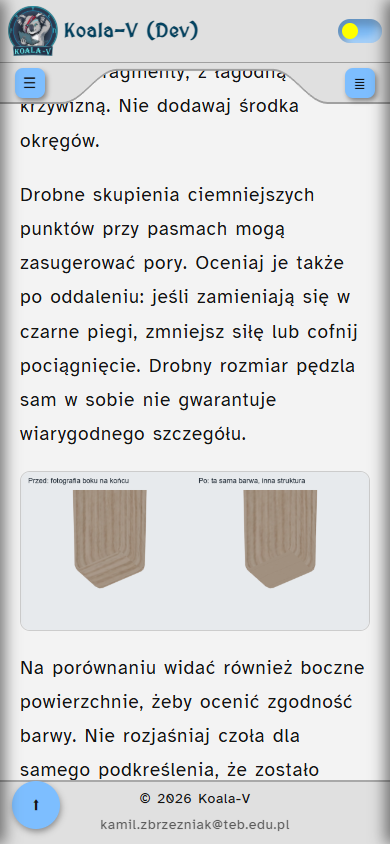 Koala-V (Dev)
KOALA-V
fragmenty, z łagodną
krzywizną. Nie dodawaj środka
okręgów.
Drobne skupienia ciemniejszych
punktów przy pasmach mogą
zasugerować pory. Oceniaj je także
po oddaleniu: jeśli zamieniają się w
czarne piegi, zmniejsz siłę lub cofnij
pociągnięcie. Drobny rozmiar pędzla
sam w sobie nie gwarantuje
wiarygodnego szczegółu.
Przed: fotografia boku na końcu
Po: ta sama barwa, inna struktura
Na porównaniu widać również boczne
powierzchnie, żeby ocenić zgodność
barwy. Nie rozjaśniaj czoła dla
samego podkreślenia, że zostało
© 2026 Koala-V
kamil.zbrzezniak@teb.edu.pl